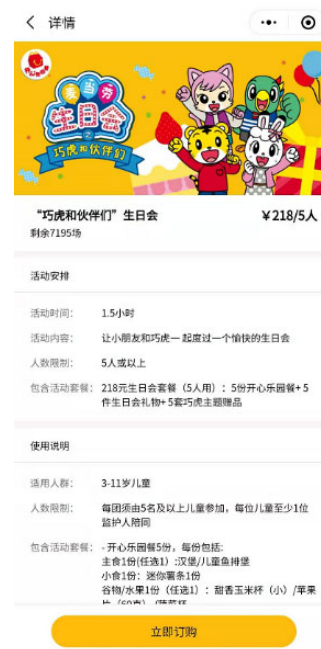 详情
麦当劳
生日会
之
巧虎和伙伴们
“巧虎和伙伴们”生日会
¥218/5人
剩余7195场
活动安排
活动时间: 1.5小时
活动内容: 让小朋友和巧虎一起度过一个愉快的生日会
人数限制: 5人或以上
包含活动套餐: 218元生日会套餐（5人用）：5份开心乐园餐+5
件生日会礼物+5套巧虎主题赠品
使用说明
适用人群: 3-11岁儿童
人数限制: 每团须由5名及以上儿童参加，每位儿童至少1位
监护人陪同
包含活动套餐: - 开心乐园餐5份，每份包括:
主食1份(任选1) :汉堡/儿童鱼排堡
小食1份：迷你薯条1份
谷物/水果1份（任选1）：甜香玉米杯（小）/苹果
立即订购